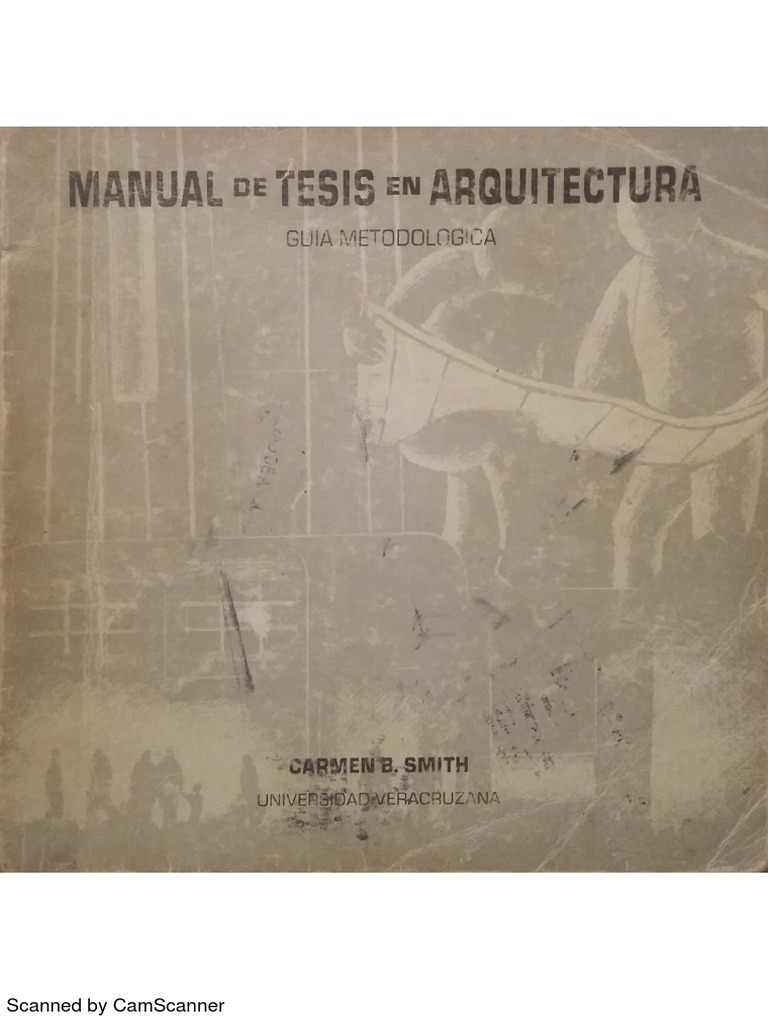 MANUAL DE TESIS EN ARQUITECTURA
GUIA METODOLOGICA
CARMEN B. SMITH
UNIVERSIDAD VERACRUZANA
Scanned by CamScanner